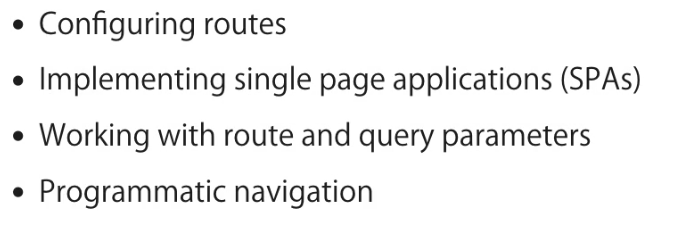 • Configuring routes
• Implementing single page applications (SPAs)
• Working with route and query parameters
• Programmatic navigation